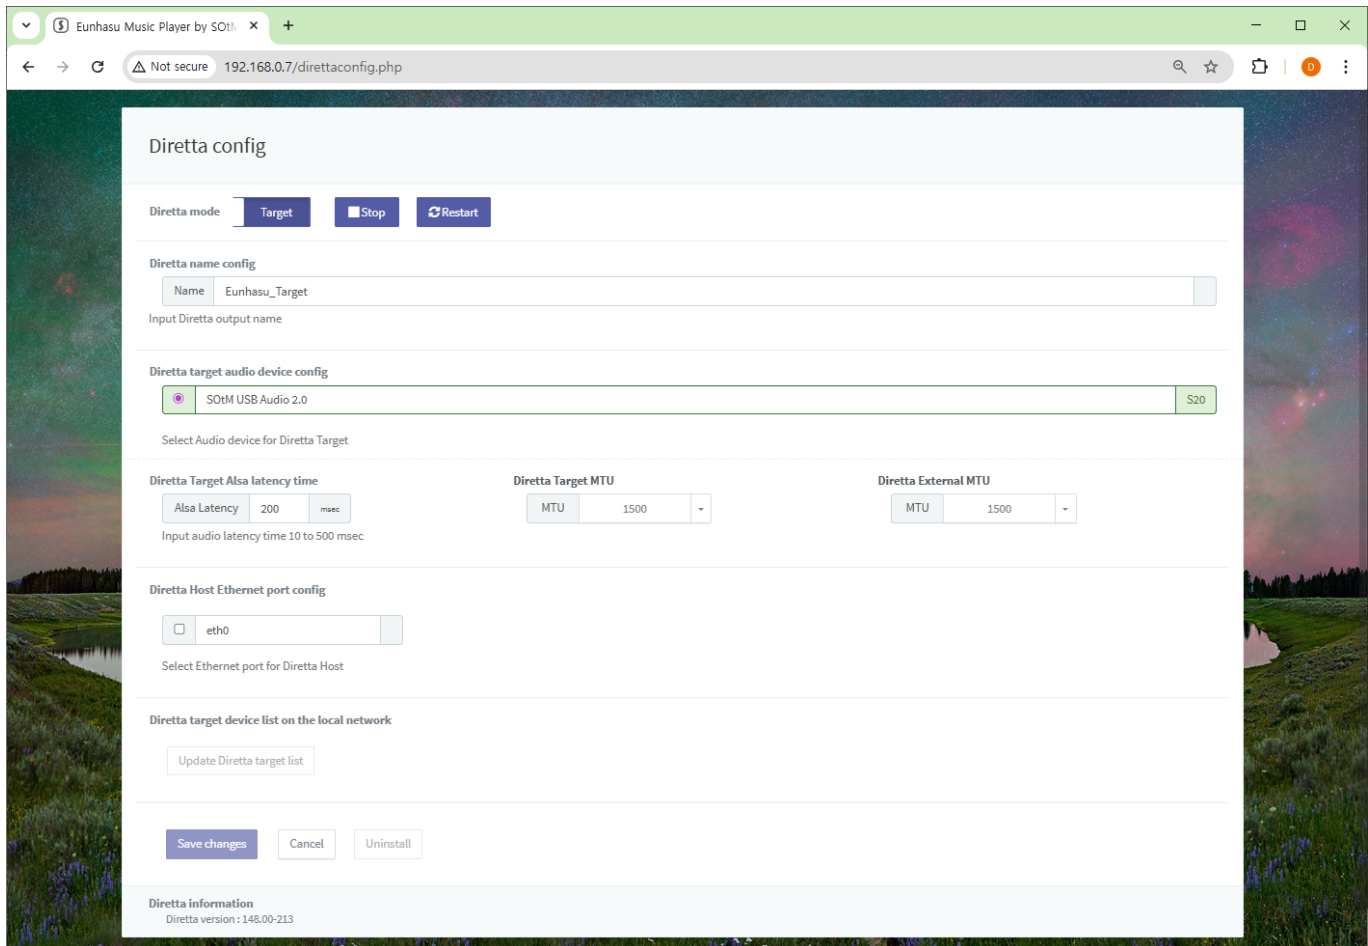 Eunhasu Music Player by SOtM
Not secure 192.168.0.7/direttaconfig.php
D
Diretta config
Diretta mode Target Stop Restart
Diretta name config
Name Eunhasu_Target
Input Diretta output name
Diretta target audio device config
SOtM USB Audio 2.0 S20
Select Audio device for Diretta Target
Diretta Target Alsa latency time Diretta Target MTU Diretta External MTU
Alsa Latency 200 msec MTU 1500 MTU 1500
Input audio latency time 10 to 500 msec
Diretta Host Ethernet port config
eth0
Select Ethernet port for Diretta Host
Diretta target device list on the local network
Update Diretta target list
Save changes Cancel Uninstall
Diretta information
Diretta version : 148.00-213